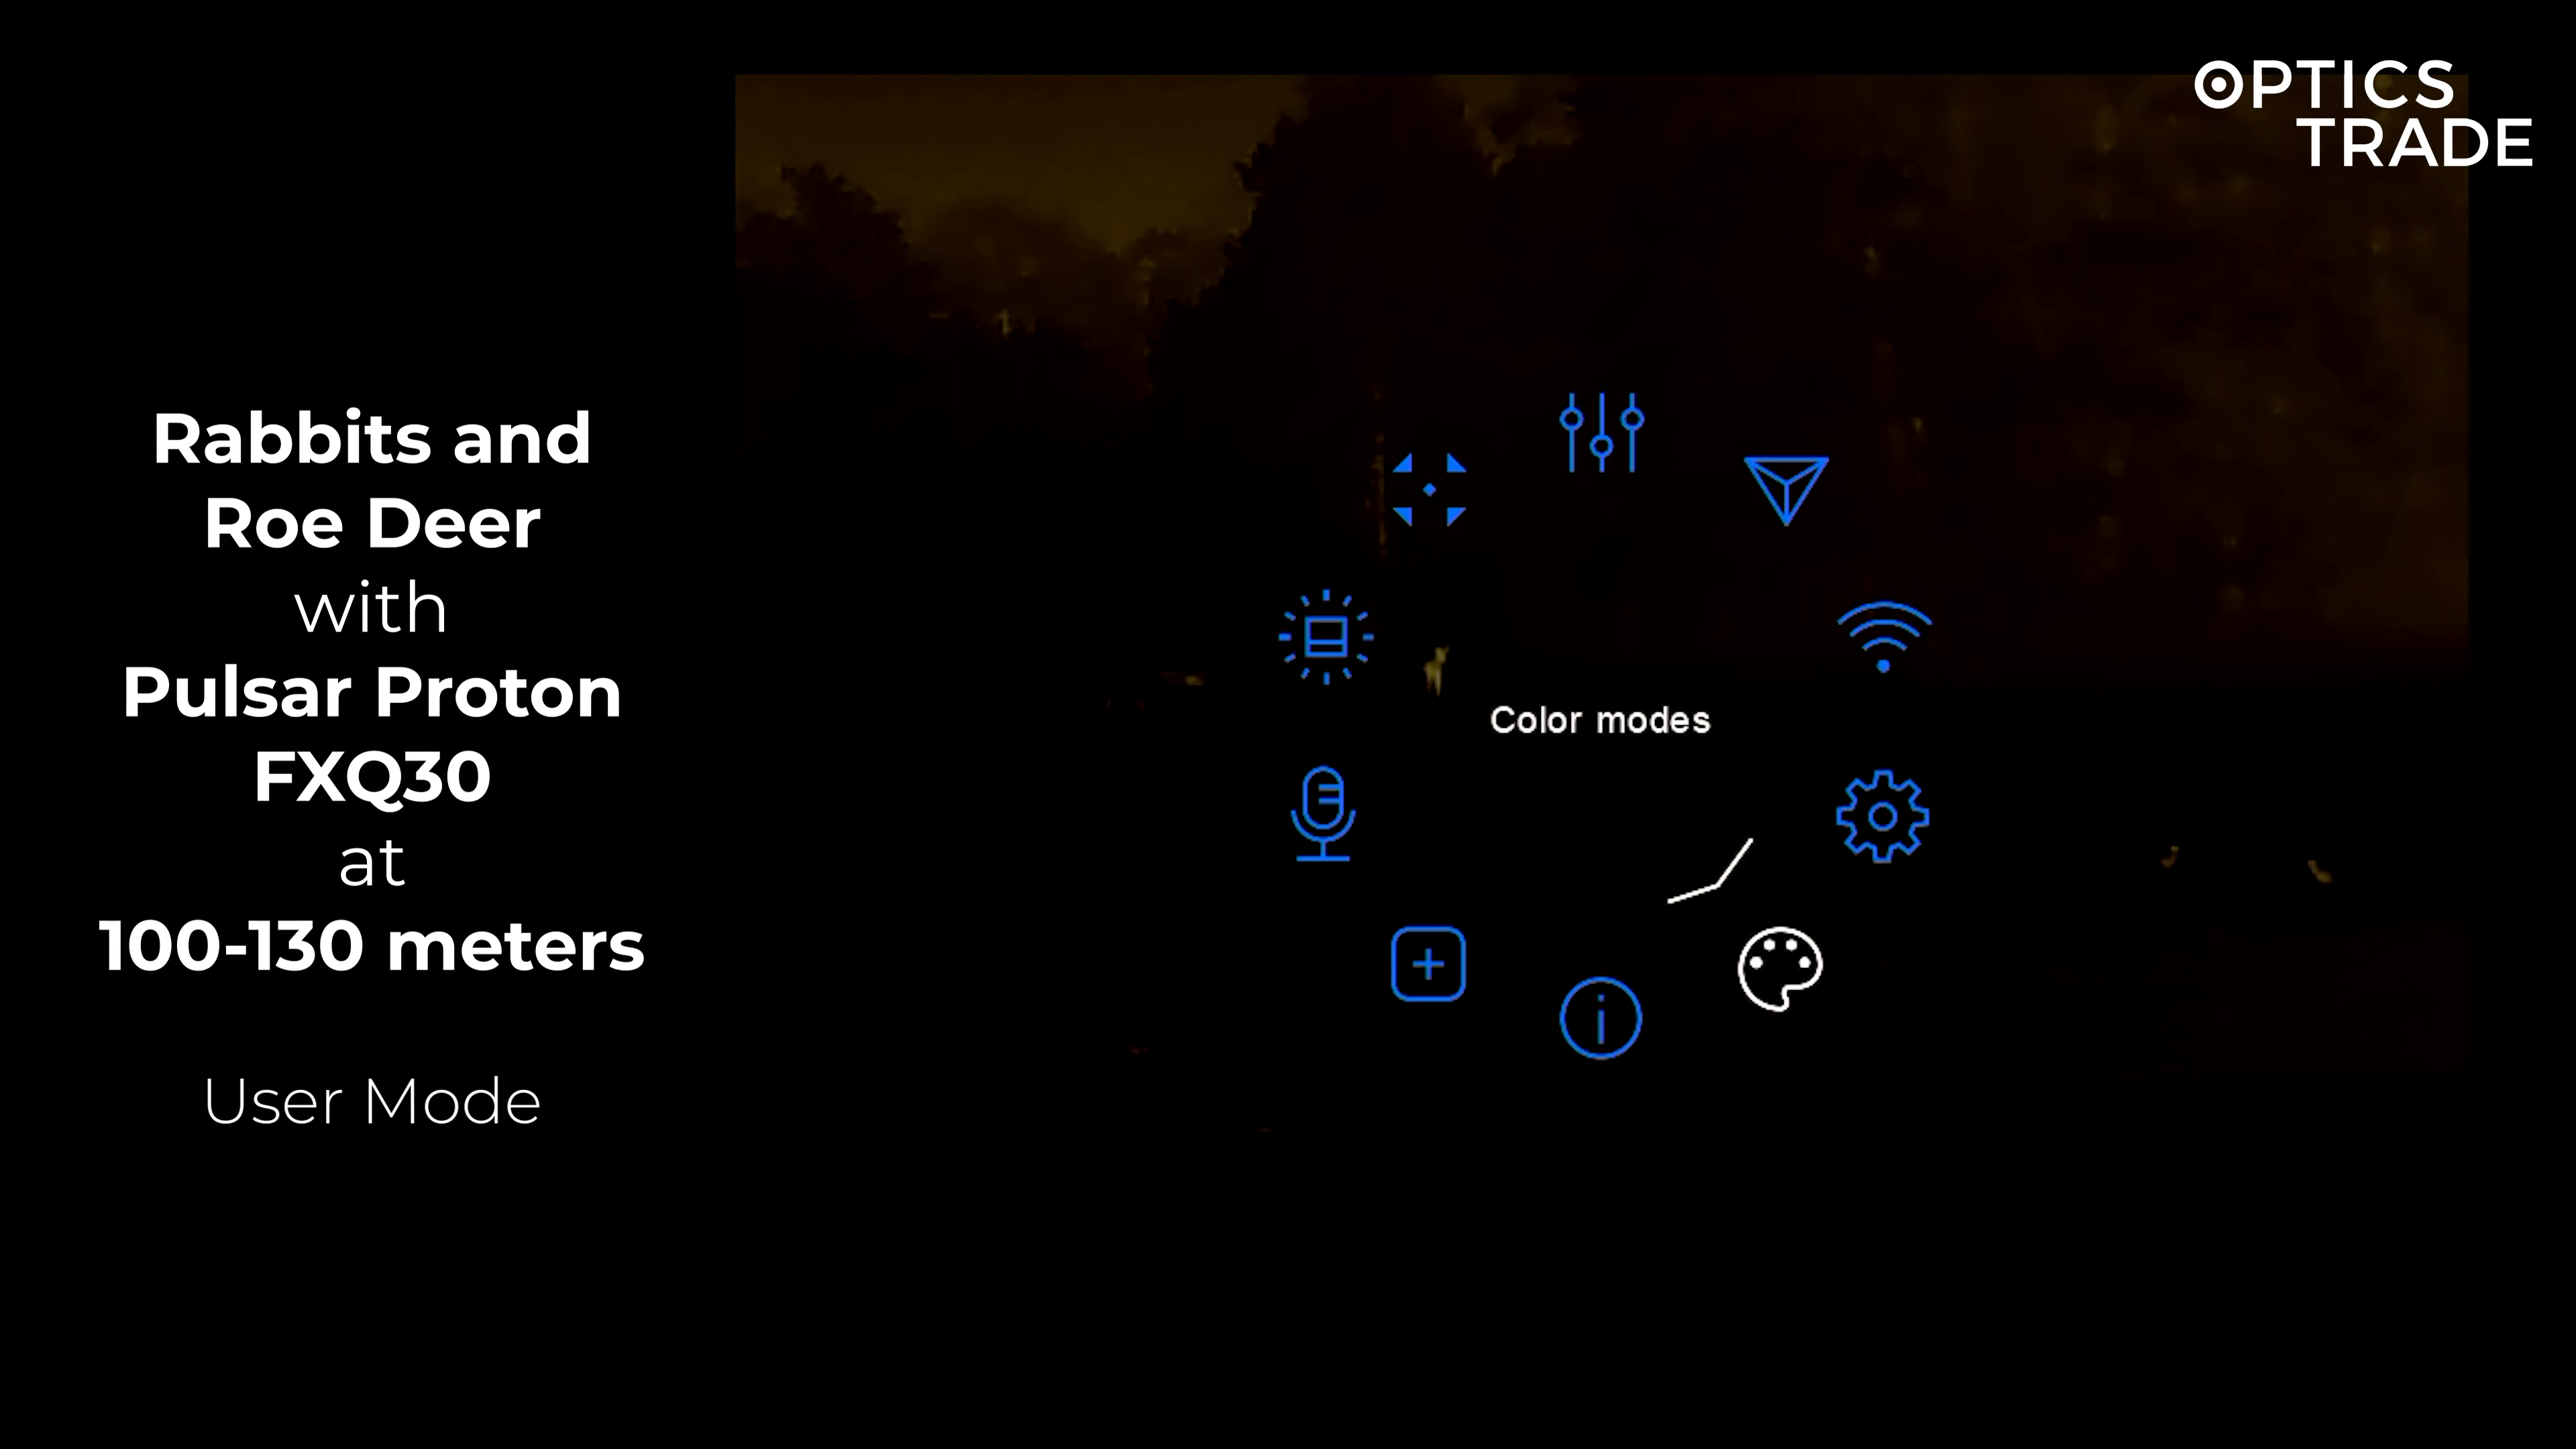 OPTICS
TRADE
Rabbits and
Roe Deer
with
Pulsar Proton
FXQ30
at
100-130 meters
User Mode
Color modes